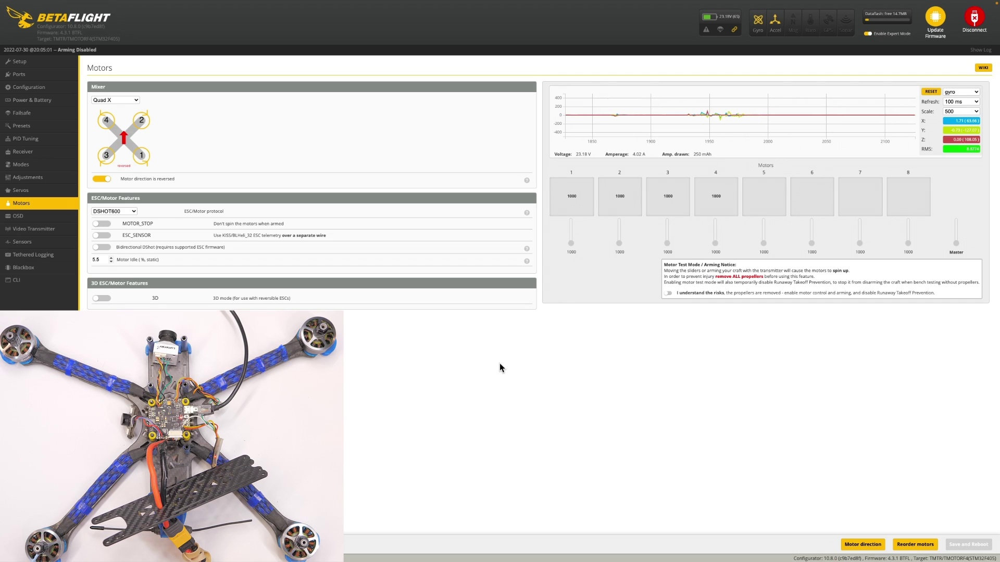 BETAFLIGHT
Configurator: 10.8.0 (c9b7ed8f)
Firmware: 4.3.1 BTFL
Target: TMTR/TMOTORF4(STM32F405)
23.18V (6S)
Gyro
Accel
Mag
Baro
GPS
Sonar
Dataflash: free 14.7MB
Enable Expert Mode
Update
Firmware
Disconnect
2022-07-30 @20:05:01 -- Arming Disabled
Show Log
Setup
Ports
Configuration
Power & Battery
Failsafe
Presets
PID Tuning
Receiver
Modes
Adjustments
Servos
Motors
OSD
Video Transmitter
Sensors
Tethered Logging
Blackbox
CLI
Motors
WIKI
Mixer
Quad X
4 2
3 1
reversed
Motor direction is reversed
ESC/Motor Features
DSHOT600 ESC/Motor protocol
MOTOR_STOP Don't spin the motors when armed
ESC_SENSOR Use KISS/BLHeli_32 ESC telemetry over a separate wire
Bidirectional DShot (requires supported ESC firmware)
5.5 Motor Idle ( %, static)
3D ESC/Motor Features
3D 3D mode (for use with reversible ESCs)
400
200
0
-200
-400
1850 1900 1950 2000 2050 2100
RESET gyro
Refresh: 100 ms
Scale: 500
X: 1.71 ( 63.66 )
Y: -0.73 ( -127.07 )
Z: 0.00 ( 108.05 )
RMS: 8.8774
Voltage: 23.18 V Amperage: 4.02 A Amp. drawn: 250 mAh
Motors
1 2 3 4 5 6 7 8
1000 1000 1000 1000
1000 1000 1000 1000 1000 1000 1000 1000 Master
Motor Test Mode / Arming Notice:
Moving the sliders or arming your craft with the transmitter will cause the motors to spin up.
In order to prevent injury remove ALL propellers before using this feature.
Enabling motor test mode will also temporarily disable Runaway Takeoff Prevention, to stop it from disarming the craft when bench testing without propellers.
I understand the risks, the propellers are removed - enable motor control and arming, and disable Runaway Takeoff Prevention.
Motor direction
Reorder motors
Save and Reboot
Configurator: 10.8.0 (c9b7ed8f) , Firmware: 4.3.1 BTFL , Target: TMTR/TMOTORF4(STM32F405)